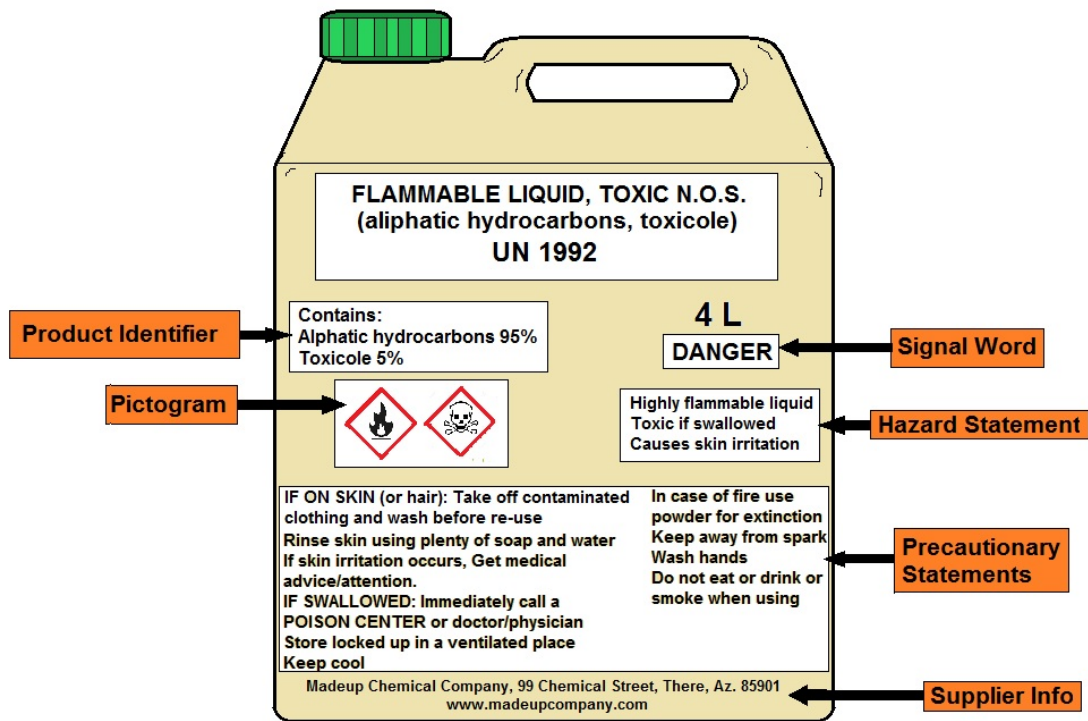 FLAMMABLE LIQUID, TOXIC N.O.S.
(aliphatic hydrocarbons, toxicole)
UN 1992
Product Identifier
Contains:
Alphatic hydrocarbons 95%
Toxicole 5%
4 L
DANGER
Signal Word
Pictogram
Highly flammable liquid
Toxic if swallowed
Causes skin irritation
Hazard Statement
IF ON SKIN (or hair): Take off contaminated
clothing and wash before re-use
Rinse skin using plenty of soap and water
If skin irritation occurs, Get medical
advice/attention.
IF SWALLOWED: Immediately call a
POISON CENTER or doctor/physician
Store locked up in a ventilated place
Keep cool
In case of fire use
powder for extinction
Keep away from spark
Wash hands
Do not eat or drink or
smoke when using
Precautionary
Statements
Madeup Chemical Company, 99 Chemical Street, There, Az. 85901
www.madeupcompany.com
Supplier Info